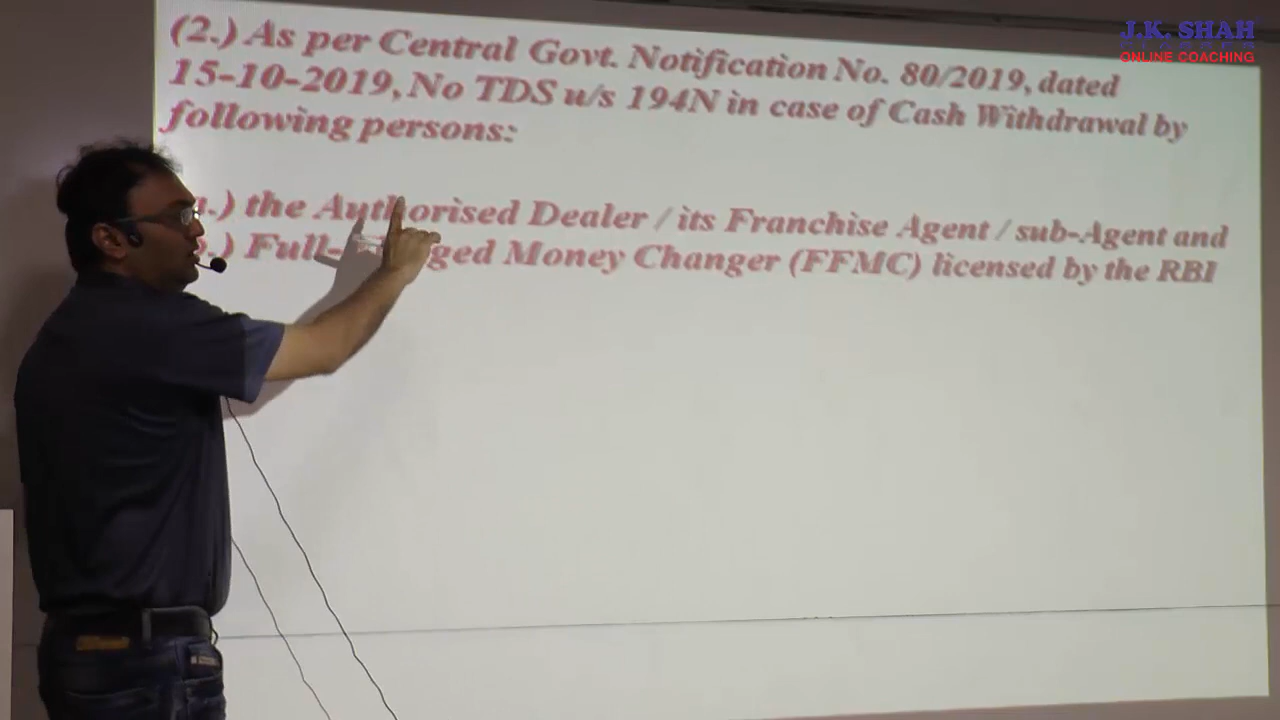 J.K. SHAH
CLASSES
ONLINE COACHING
(2.) As per Central Govt. Notification No. 80/2019, dated
15-10-2019, No TDS u/s 194N in case of Cash Withdrawal by
following persons:
a.) the Authorised Dealer / its Franchise Agent / sub-Agent and
.) Full- ged Money Changer (FFMC) licensed by the RBI